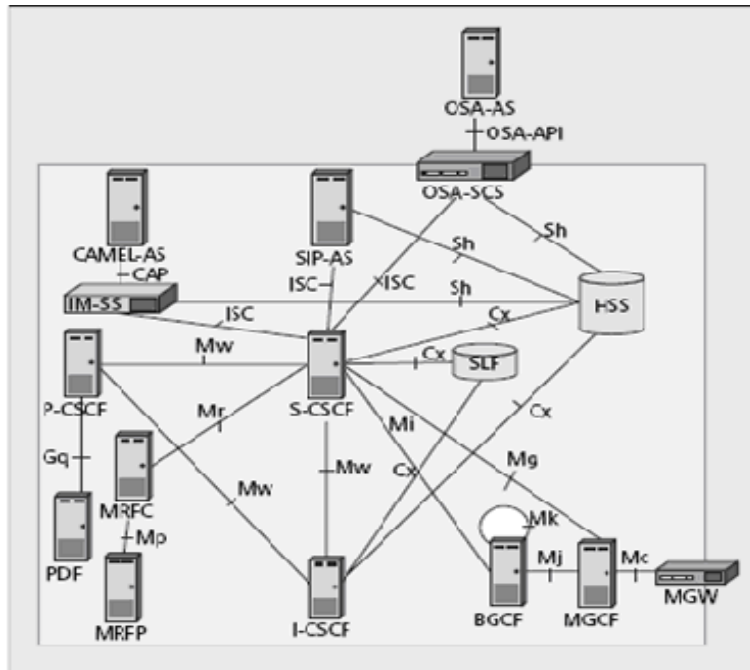 OSA-AS
OSA-API
OSA-SCS
CAMEL-AS
SIP-AS
Sh
Sh
CAP
ISC
ISC
Sh
IM-SS
HSS
ISC
Cx
Mw
Cx
SLF
P-CSCF
S-CSCF
Mr
Mi
Cx
Gq
Mg
Mw
Mw
Cx
MRFC
Mk
Mp
Mj
Mc
PDF
MRFP
I-CSCF
BGCF
MGCF
MGW